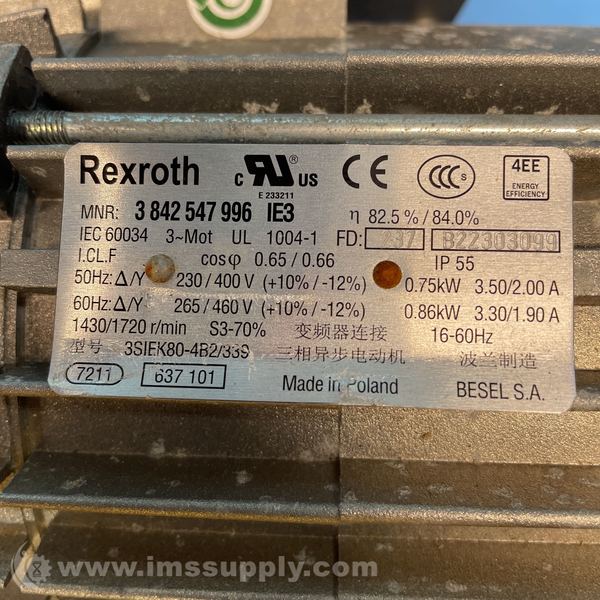 Rexroth c RU® US CE CCC S 4EE
E 233211 ENERGY EFFICIENCY
MNR: 3 842 547 996 IE3 η 82.5 % / 84.0%
IEC 60034 3~Mot UL 1004-1 FD: 737 B22303099
I.CL.F cosφ 0.65 / 0.66 IP 55
50Hz: Δ/Y 230 / 400 V (+10% / -12%) 0.75kW 3.50/2.00 A
60Hz: Δ/Y 265 / 460 V (+10% / -12%) 0.86kW 3.30/1.90 A
1430/1720 r/min S3-70% 变频器连接 16-60Hz
型号 3SIEK80-4B2/339 三相异步电动机 波兰制造
7211 637 101 Made in Poland BESEL S.A.
www.imssupply.com